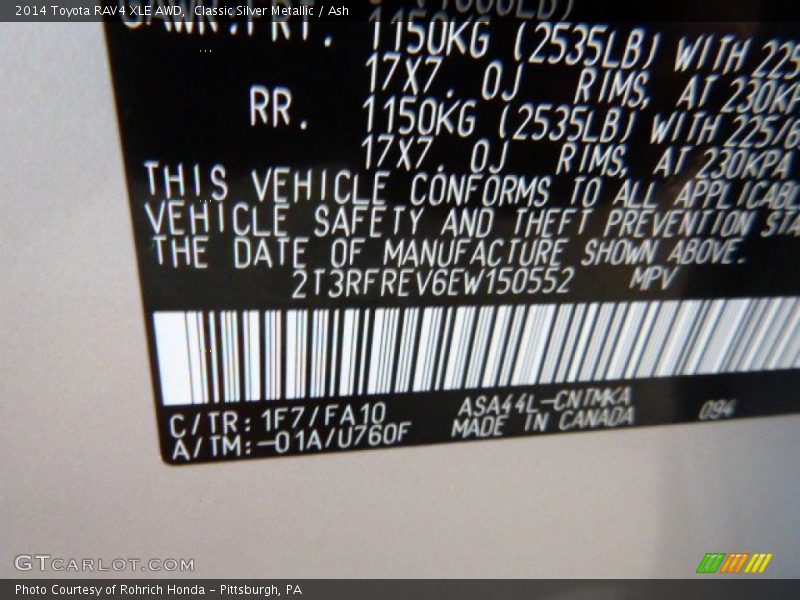 2014 Toyota RAV4 XLE AWD, Classic Silver Metallic / Ash
1150KG (2535LB) WITH 225
17X7. 0J RIMS, AT 230KP
RR. 1150KG (2535LB) WITH 225/6
17X7. 0J RIMS, AT 230KPA
THIS VEHICLE CONFORMS TO ALL APPLICABL
VEHICLE SAFETY AND THEFT PREVENTION STA
THE DATE OF MANUFACTURE SHOWN ABOVE.
2T3RFREV6EW150552 MPV
C/TR: 1F7/FA10 ASA44L-CNTMKA
A/TM:-01A/U760F MADE IN CANADA 094
GTCARLOT.COM
Photo Courtesy of Rohrich Honda - Pittsburgh, PA